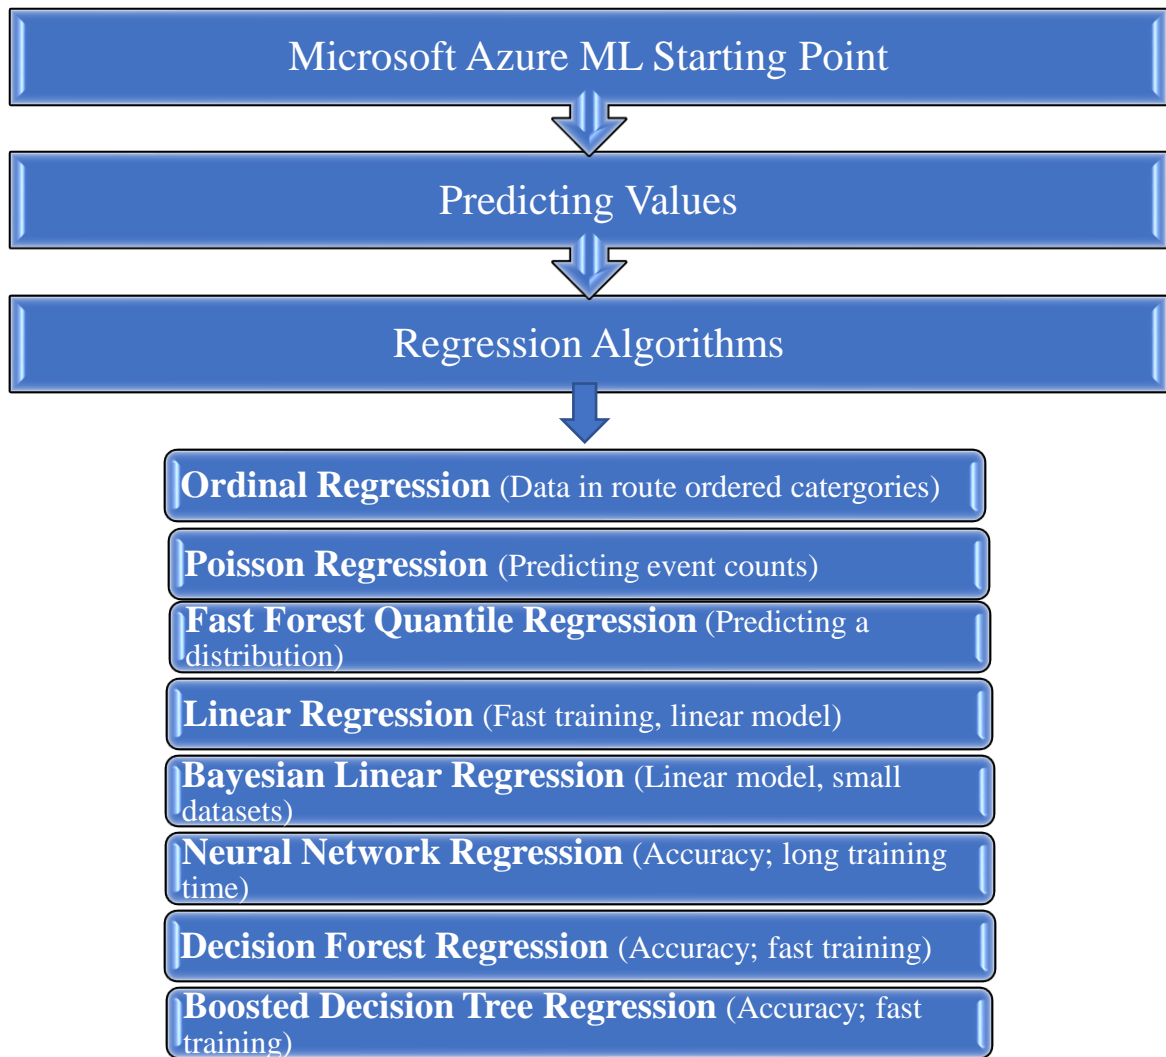 Microsoft Azure ML Starting Point
Predicting Values
Regression Algorithms
Ordinal Regression (Data in route ordered catergories)
Poisson Regression (Predicting event counts)
Fast Forest Quantile Regression (Predicting a
distribution)
Linear Regression (Fast training, linear model)
Bayesian Linear Regression (Linear model, small
datasets)
Neural Network Regression (Accuracy; long training
time)
Decision Forest Regression (Accuracy; fast training)
Boosted Decision Tree Regression (Accuracy; fast
training)